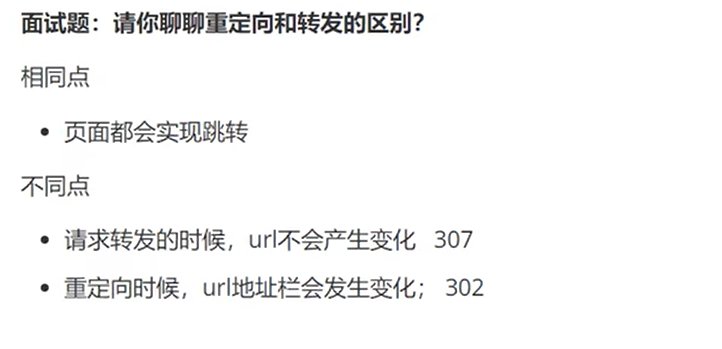 面试题：请你聊聊重定向和转发的区别？
相同点
• 页面都会实现跳转
不同点
• 请求转发的时候，url不会产生变化 307
• 重定向时候，url地址栏会发生变化； 302